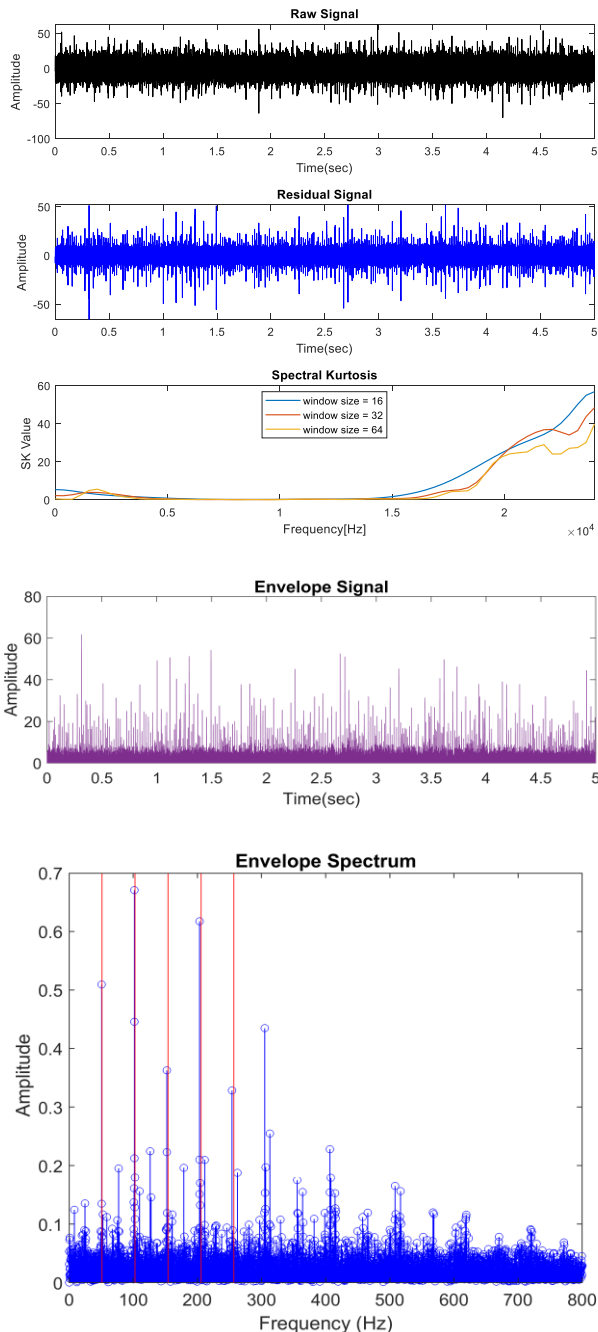 Raw Signal
Amplitude
50
0
-50
-100
0 0.5 1 1.5 2 2.5 3 3.5 4 4.5 5
Time(sec)
Residual Signal
Amplitude
50
0
-50
0 0.5 1 1.5 2 2.5 3 3.5 4 4.5 5
Time(sec)
Spectral Kurtosis
SK Value
60
40
20
0
window size = 16
window size = 32
window size = 64
0 0.5 1 1.5 2
Frequency[Hz]
×10⁴
Envelope Signal
Amplitude
80
60
40
20
0
0 0.5 1 1.5 2 2.5 3 3.5 4 4.5 5
Time(sec)
Envelope Spectrum
Amplitude
0.7
0.6
0.5
0.4
0.3
0.2
0.1
0
0 100 200 300 400 500 600 700 800
Frequency (Hz)